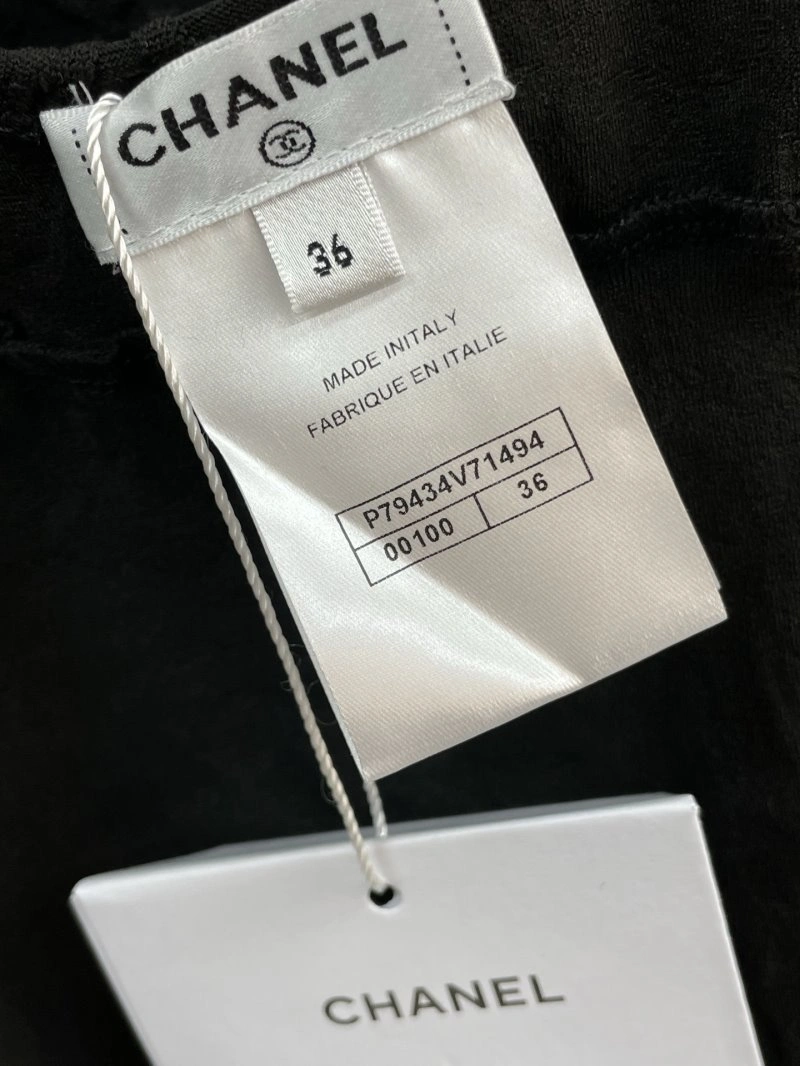 CHANEL
36
MADE INITALY
FABRIQUE EN ITALIE
P79434V71494
00100 36
CHANEL